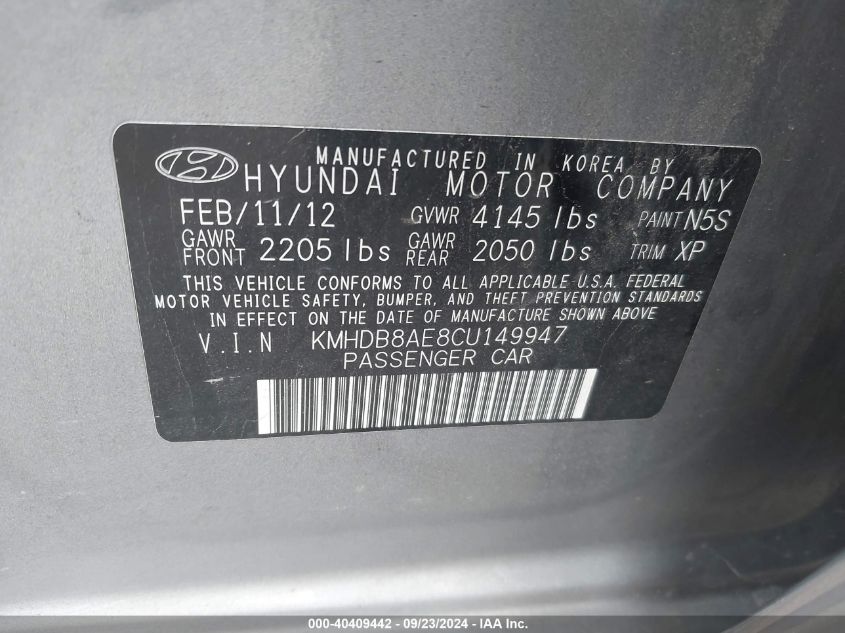 MANUFACTURED IN KOREA BY
HYUNDAI MOTOR COMPANY
FEB/11/12 GVWR 4145 lbs PAINT N5S
GAWR FRONT 2205 lbs GAWR REAR 2050 lbs TRIM XP
THIS VEHICLE CONFORMS TO ALL APPLICABLE U.S.A. FEDERAL
MOTOR VEHICLE SAFETY, BUMPER, AND THEFT PREVENTION STANDARDS
IN EFFECT ON THE DATE OF MANUFACTURE SHOWN ABOVE
V.I.N KMHDB8AE8CU149947
PASSENGER CAR
000-40409442 - 09/23/2024 - IAA Inc.